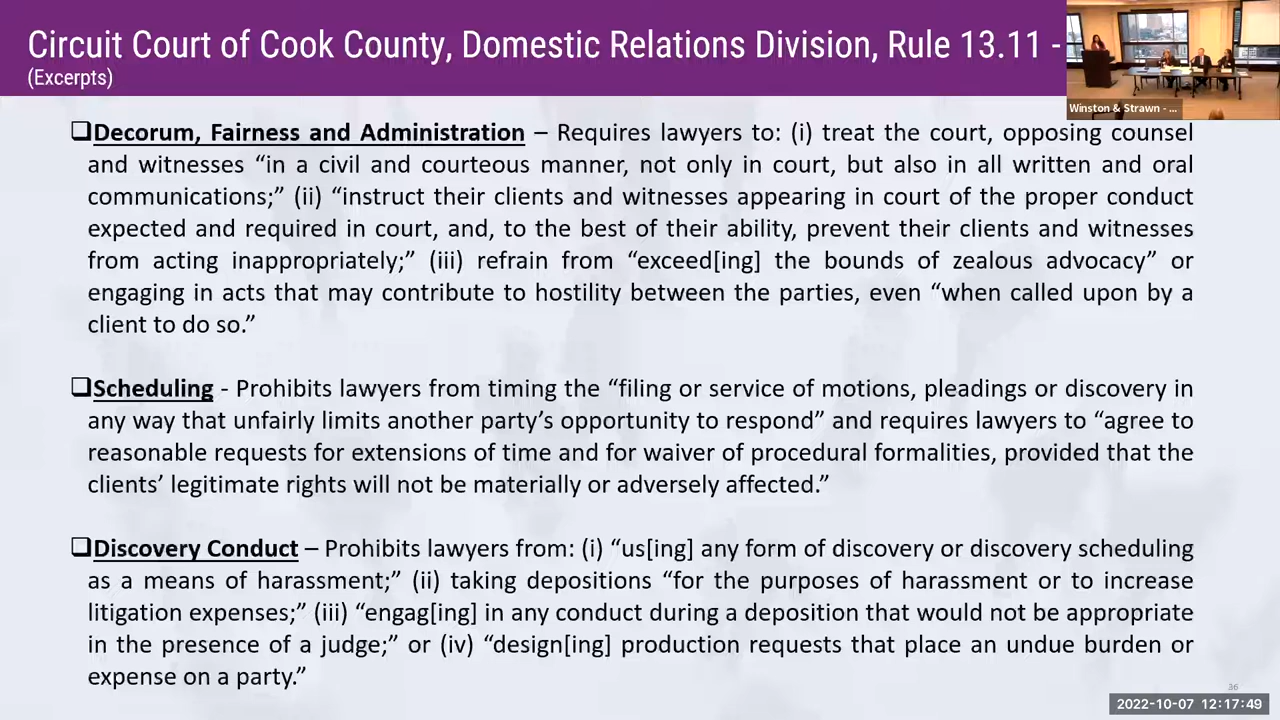 Circuit Court of Cook County, Domestic Relations Division, Rule 13.11 -
(Excerpts)
Winston & Strawn - ...
❑Decorum, Fairness and Administration – Requires lawyers to: (i) treat the court, opposing counsel
and witnesses “in a civil and courteous manner, not only in court, but also in all written and oral
communications;” (ii) “instruct their clients and witnesses appearing in court of the proper conduct
expected and required in court, and, to the best of their ability, prevent their clients and witnesses
from acting inappropriately;” (iii) refrain from “exceed[ing] the bounds of zealous advocacy” or
engaging in acts that may contribute to hostility between the parties, even “when called upon by a
client to do so.”
❑Scheduling - Prohibits lawyers from timing the “filing or service of motions, pleadings or discovery in
any way that unfairly limits another party’s opportunity to respond” and requires lawyers to “agree to
reasonable requests for extensions of time and for waiver of procedural formalities, provided that the
clients’ legitimate rights will not be materially or adversely affected.”
❑Discovery Conduct – Prohibits lawyers from: (i) “us[ing] any form of discovery or discovery scheduling
as a means of harassment;” (ii) taking depositions “for the purposes of harassment or to increase
litigation expenses;” (iii) “engag[ing] in any conduct during a deposition that would not be appropriate
in the presence of a judge;” or (iv) “design[ing] production requests that place an undue burden or
expense on a party.”
36
2022-10-07 12:17:49